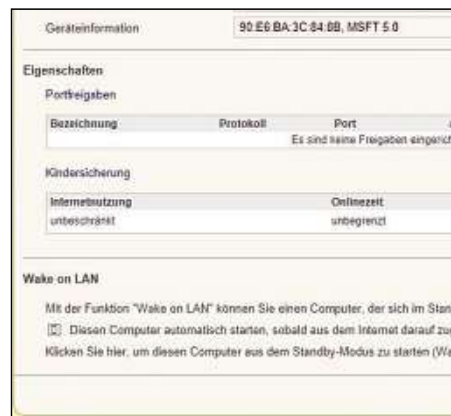 Geräteinformation 90:E6:BA:3C:84:6B, MSFT 5.0
Eigenschaften
Portfreigaben
Bezeichnung Protokoll Port
Es sind keine Freigaben eingerich
Kindersicherung
Internetnutzung Onlinezeit
unbeschränkt unbegrenzt
Wake on LAN
Mit der Funktion "Wake on LAN" können Sie einen Computer, der sich im Stan
Diesen Computer automatisch starten, sobald aus dem Internet darauf zu
Klicken Sie hier, um diesen Computer aus dem Standby-Modus zu starten (Wa